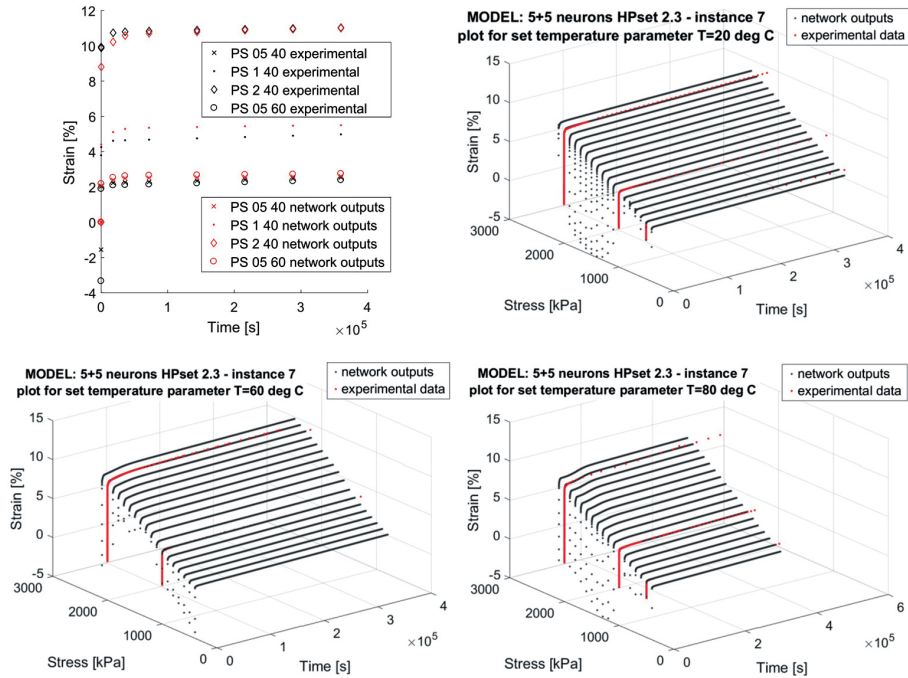 12
10
8
6
4
2
0
-2
-4
Strain [%]
PS 05 40 experimental
PS 1 40 experimental
PS 2 40 experimental
PS 05 60 experimental
PS 05 40 network outputs
PS 1 40 network outputs
PS 2 40 network outputs
PS 05 60 network outputs
0 1 2 3 4
Time [s]
×10⁵
MODEL: 5+5 neurons HPset 2.3 - instance 7
plot for set temperature parameter T=20 deg C
network outputs
experimental data
15
10
5
0
-5
Strain [%]
3000
2000
1000
0
Stress [kPa]
0
1
2
3
4
×10⁵
Time [s]
MODEL: 5+5 neurons HPset 2.3 - instance 7
plot for set temperature parameter T=60 deg C
network outputs
experimental data
15
10
5
0
-5
Strain [%]
3000
2000
1000
0
Stress [kPa]
0
1
2
3
4
×10⁵
Time [s]
MODEL: 5+5 neurons HPset 2.3 - instance 7
plot for set temperature parameter T=80 deg C
network outputs
experimental data
15
10
5
0
-5
Strain [%]
3000
2000
1000
0
Stress [kPa]
0
2
4
6
×10⁵
Time [s]